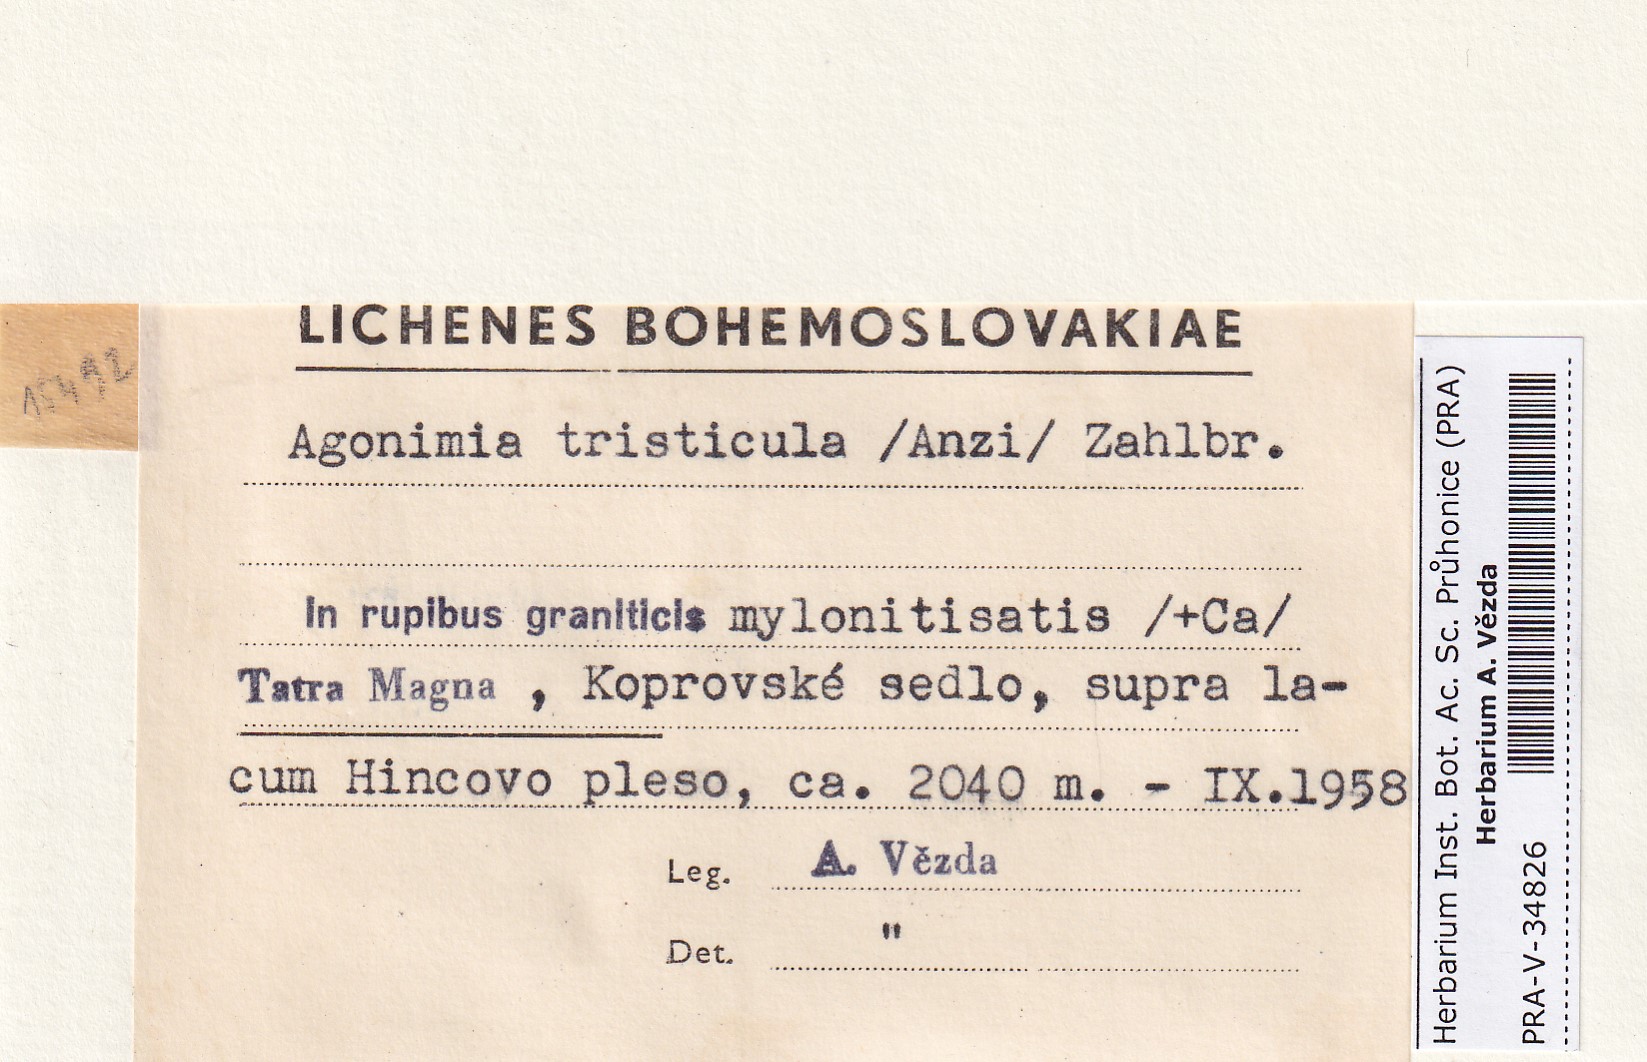 LICHENES BOHEMOSLOVAKIAE
Agonimia tristicula /Anzi/ Zahlbr.
in rupibus graniticis mylonitisatis /+Ca/
Tatra Magna , Koprovské sedlo, supra la-
cum Hincovo pleso, ca. 2040 m. - IX.1958
Leg. A. Vězda
Det. "
15492
Herbarium Inst. Bot. Ac. Sc. Průhonice (PRA)
Herbarium A. Vězda
PRA-V-34826